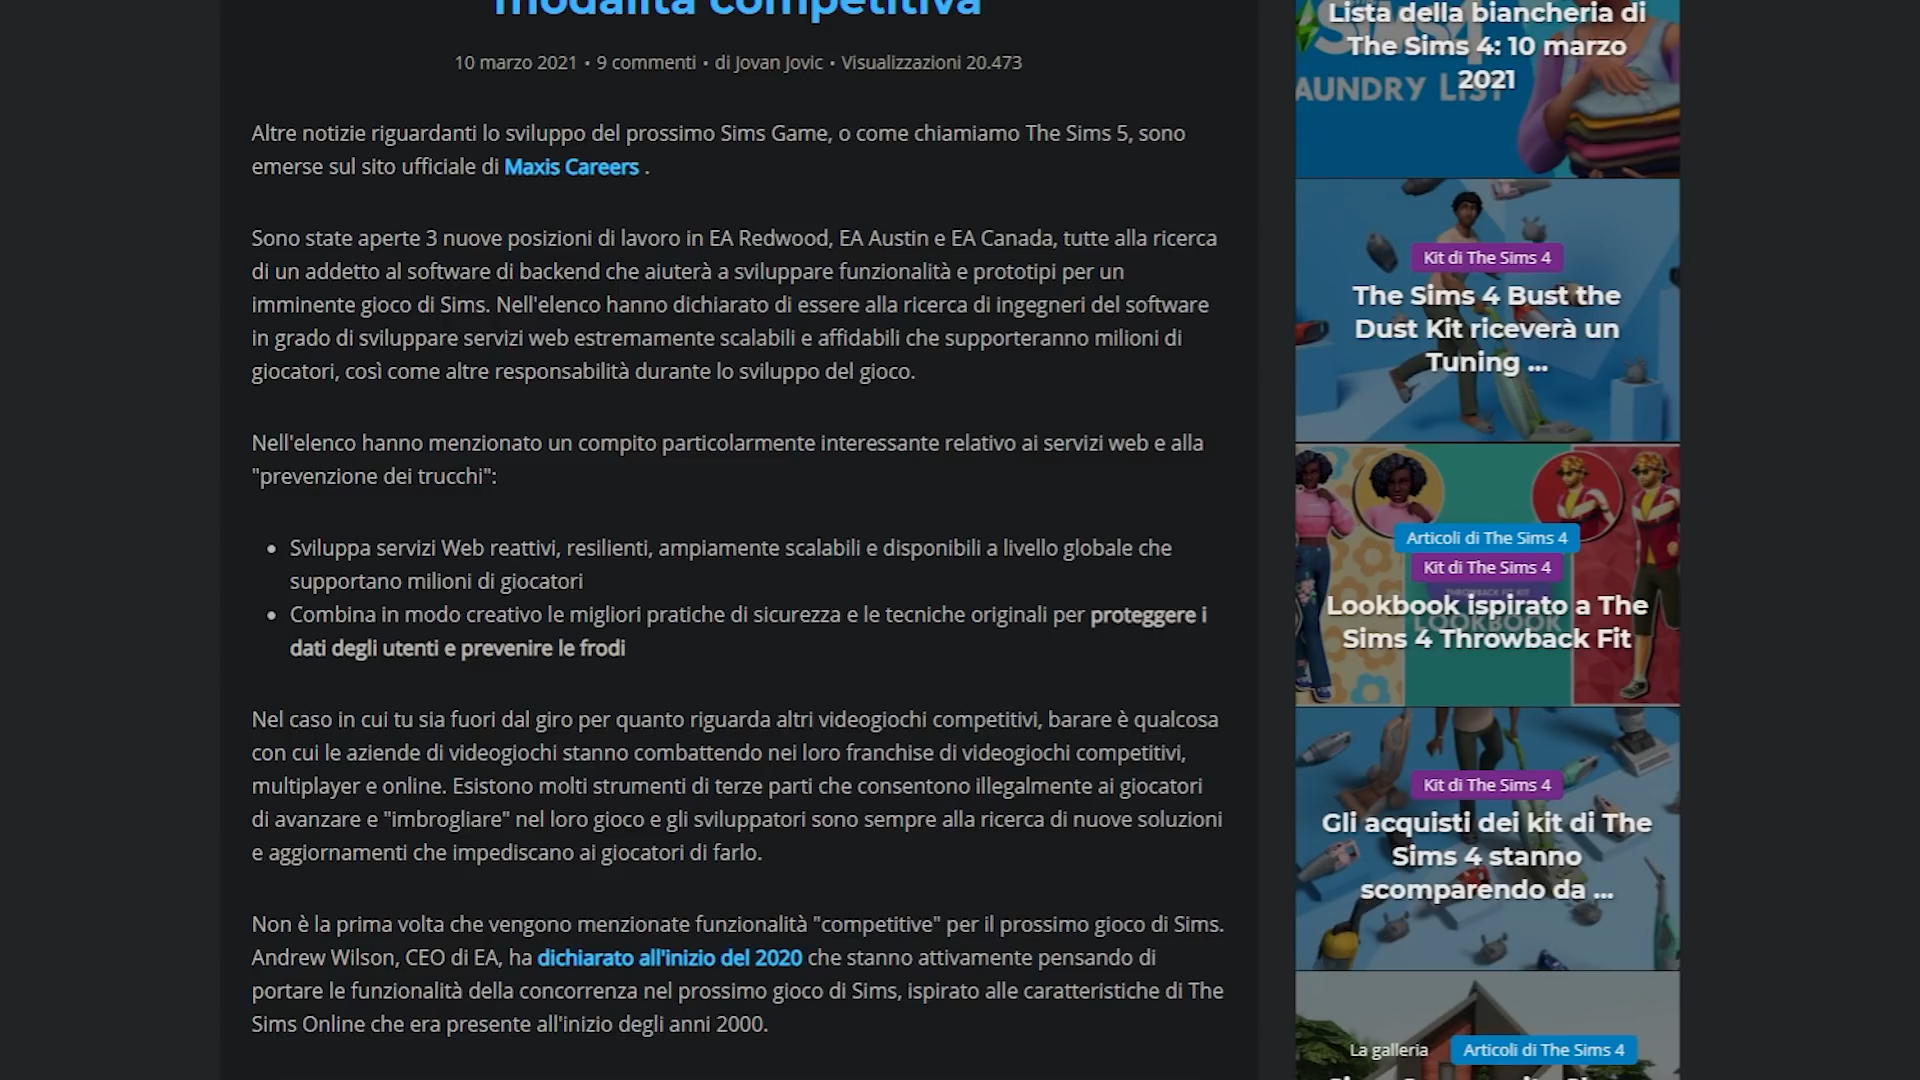 modalità competitiva
10 marzo 2021 • 9 commenti • di Jovan Jovic • Visualizzazioni 20.473
Altre notizie riguardanti lo sviluppo del prossimo Sims Game, o come chiamiamo The Sims 5, sono
emerse sul sito ufficiale di Maxis Careers .
Sono state aperte 3 nuove posizioni di lavoro in EA Redwood, EA Austin e EA Canada, tutte alla ricerca
di un addetto al software di backend che aiuterà a sviluppare funzionalità e prototipi per un
imminente gioco di Sims. Nell'elenco hanno dichiarato di essere alla ricerca di ingegneri del software
in grado di sviluppare servizi web estremamente scalabili e affidabili che supporteranno milioni di
giocatori, così come altre responsabilità durante lo sviluppo del gioco.
Nell'elenco hanno menzionato un compito particolarmente interessante relativo ai servizi web e alla
"prevenzione dei trucchi":
• Sviluppa servizi Web reattivi, resilienti, ampiamente scalabili e disponibili a livello globale che
supportano milioni di giocatori
• Combina in modo creativo le migliori pratiche di sicurezza e le tecniche originali per proteggere i
dati degli utenti e prevenire le frodi
Nel caso in cui tu sia fuori dal giro per quanto riguarda altri videogiochi competitivi, barare è qualcosa
con cui le aziende di videogiochi stanno combattendo nei loro franchise di videogiochi competitivi,
multiplayer e online. Esistono molti strumenti di terze parti che consentono illegalmente ai giocatori
di avanzare e "imbrogliare" nel loro gioco e gli sviluppatori sono sempre alla ricerca di nuove soluzioni
e aggiornamenti che impediscano ai giocatori di farlo.
Non è la prima volta che vengono menzionate funzionalità "competitive" per il prossimo gioco di Sims.
Andrew Wilson, CEO di EA, ha dichiarato all'inizio del 2020 che stanno attivamente pensando di
portare le funzionalità della concorrenza nel prossimo gioco di Sims, ispirato alle caratteristiche di The
Sims Online che era presente all'inizio degli anni 2000.
Lista della biancheria di
The Sims 4: 10 marzo
2021
AUNDRY LIST
Kit di The Sims 4
The Sims 4 Bust the
Dust Kit riceverà un
Tuning ...
Articoli di The Sims 4
Kit di The Sims 4
Lookbook ispirato a The
Sims 4 Throwback Fit
LOOKBOOK
Kit di The Sims 4
Gli acquisti dei kit di The
Sims 4 stanno
scomparendo da ...
La galleria
Articoli di The Sims 4